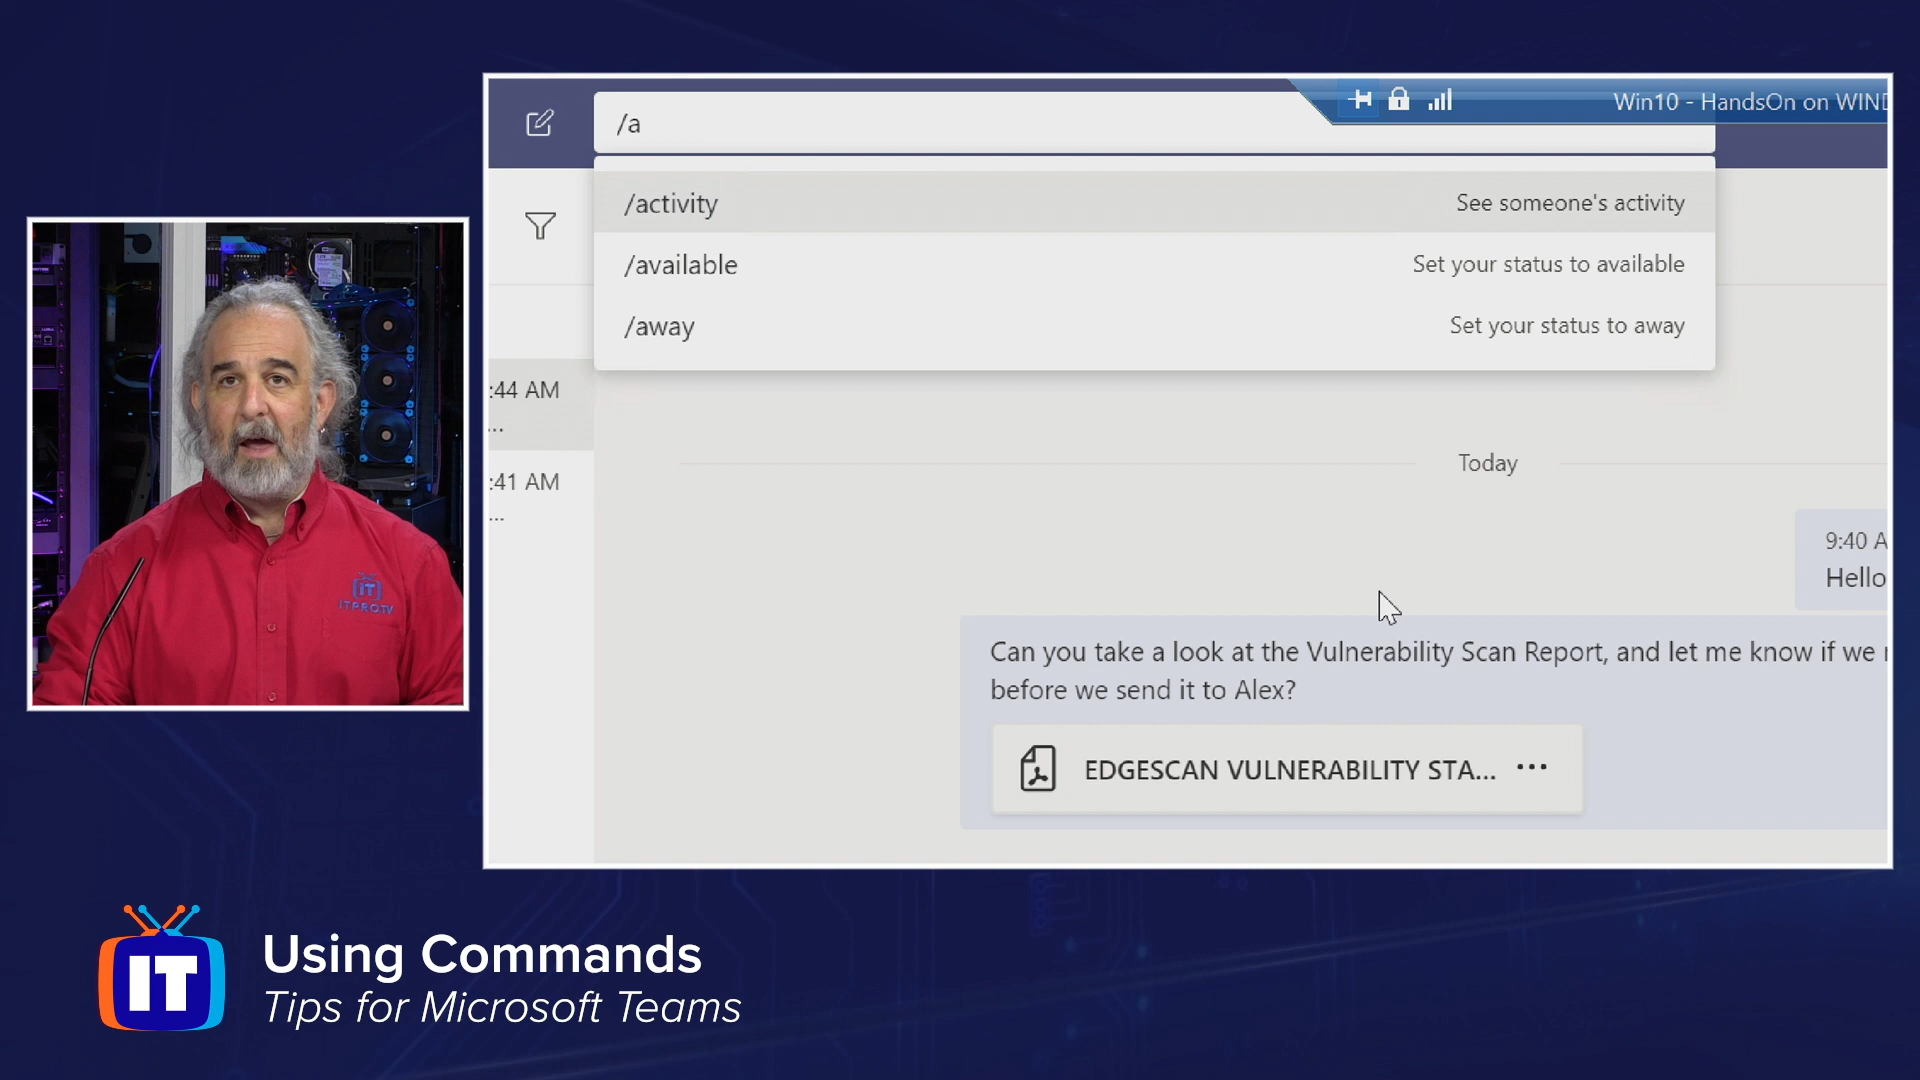 /a
Win10 - HandsOn on WIND
/activity
See someone's activity
/available
Set your status to available
/away
Set your status to away
:44 AM
...
:41 AM
...
Today
9:40 A
Hello
Can you take a look at the Vulnerability Scan Report, and let me know if we
before we send it to Alex?
EDGESCAN VULNERABILITY STA...
iT
ITPROTV
IT
Using Commands
Tips for Microsoft Teams